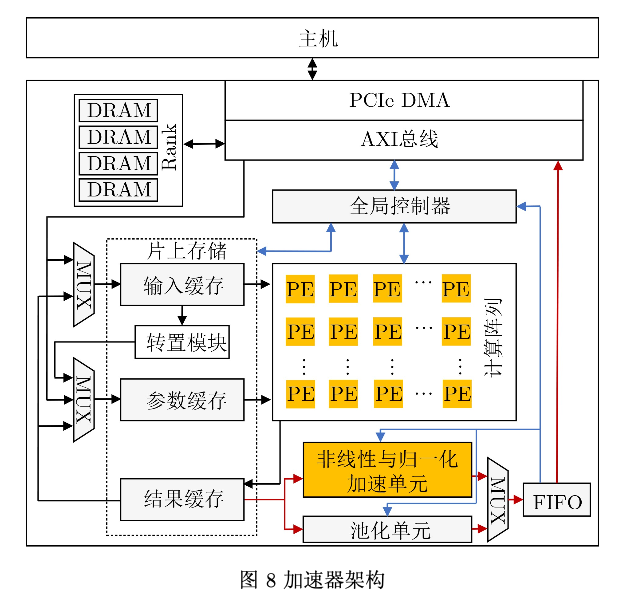 主机
PCIe DMA
AXI总线
DRAM
DRAM
DRAM
DRAM
Rank
全局控制器
片上存储
MUX
输入缓存
转置模块
MUX
参数缓存
结果缓存
PE PE PE ··· PE
PE PE PE ··· PE
⋮ ⋮ ⋮
PE PE PE ··· PE
计算阵列
非线性与归一化
加速单元
池化单元
MUX
FIFO
图 8 加速器架构